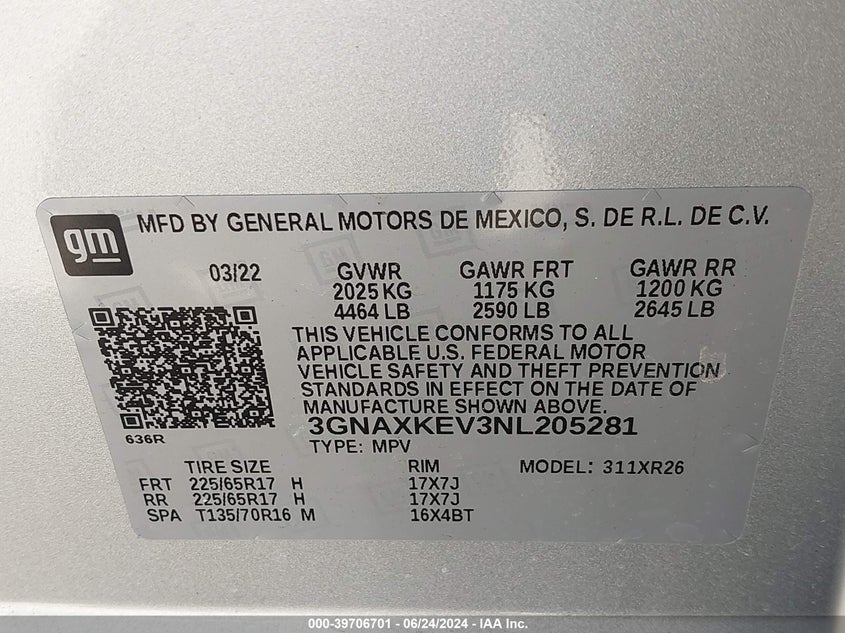 gm
MFD BY GENERAL MOTORS DE MEXICO, S. DE R.L. DE C.V.
03/22 GVWR GAWR FRT GAWR RR
2025 KG 1175 KG 1200 KG
4464 LB 2590 LB 2645 LB
THIS VEHICLE CONFORMS TO ALL
APPLICABLE U.S. FEDERAL MOTOR
VEHICLE SAFETY AND THEFT PREVENTION
STANDARDS IN EFFECT ON THE DATE OF
MANUFACTURE SHOWN ABOVE.
3GNAXKEV3NL205281
636R
TYPE: MPV
TIRE SIZE RIM MODEL: 311XR26
FRT 225/65R17 H 17X7J
RR 225/65R17 H 17X7J
SPA T135/70R16 M 16X4BT
000-39706701 - 06/24/2024 - IAA Inc.